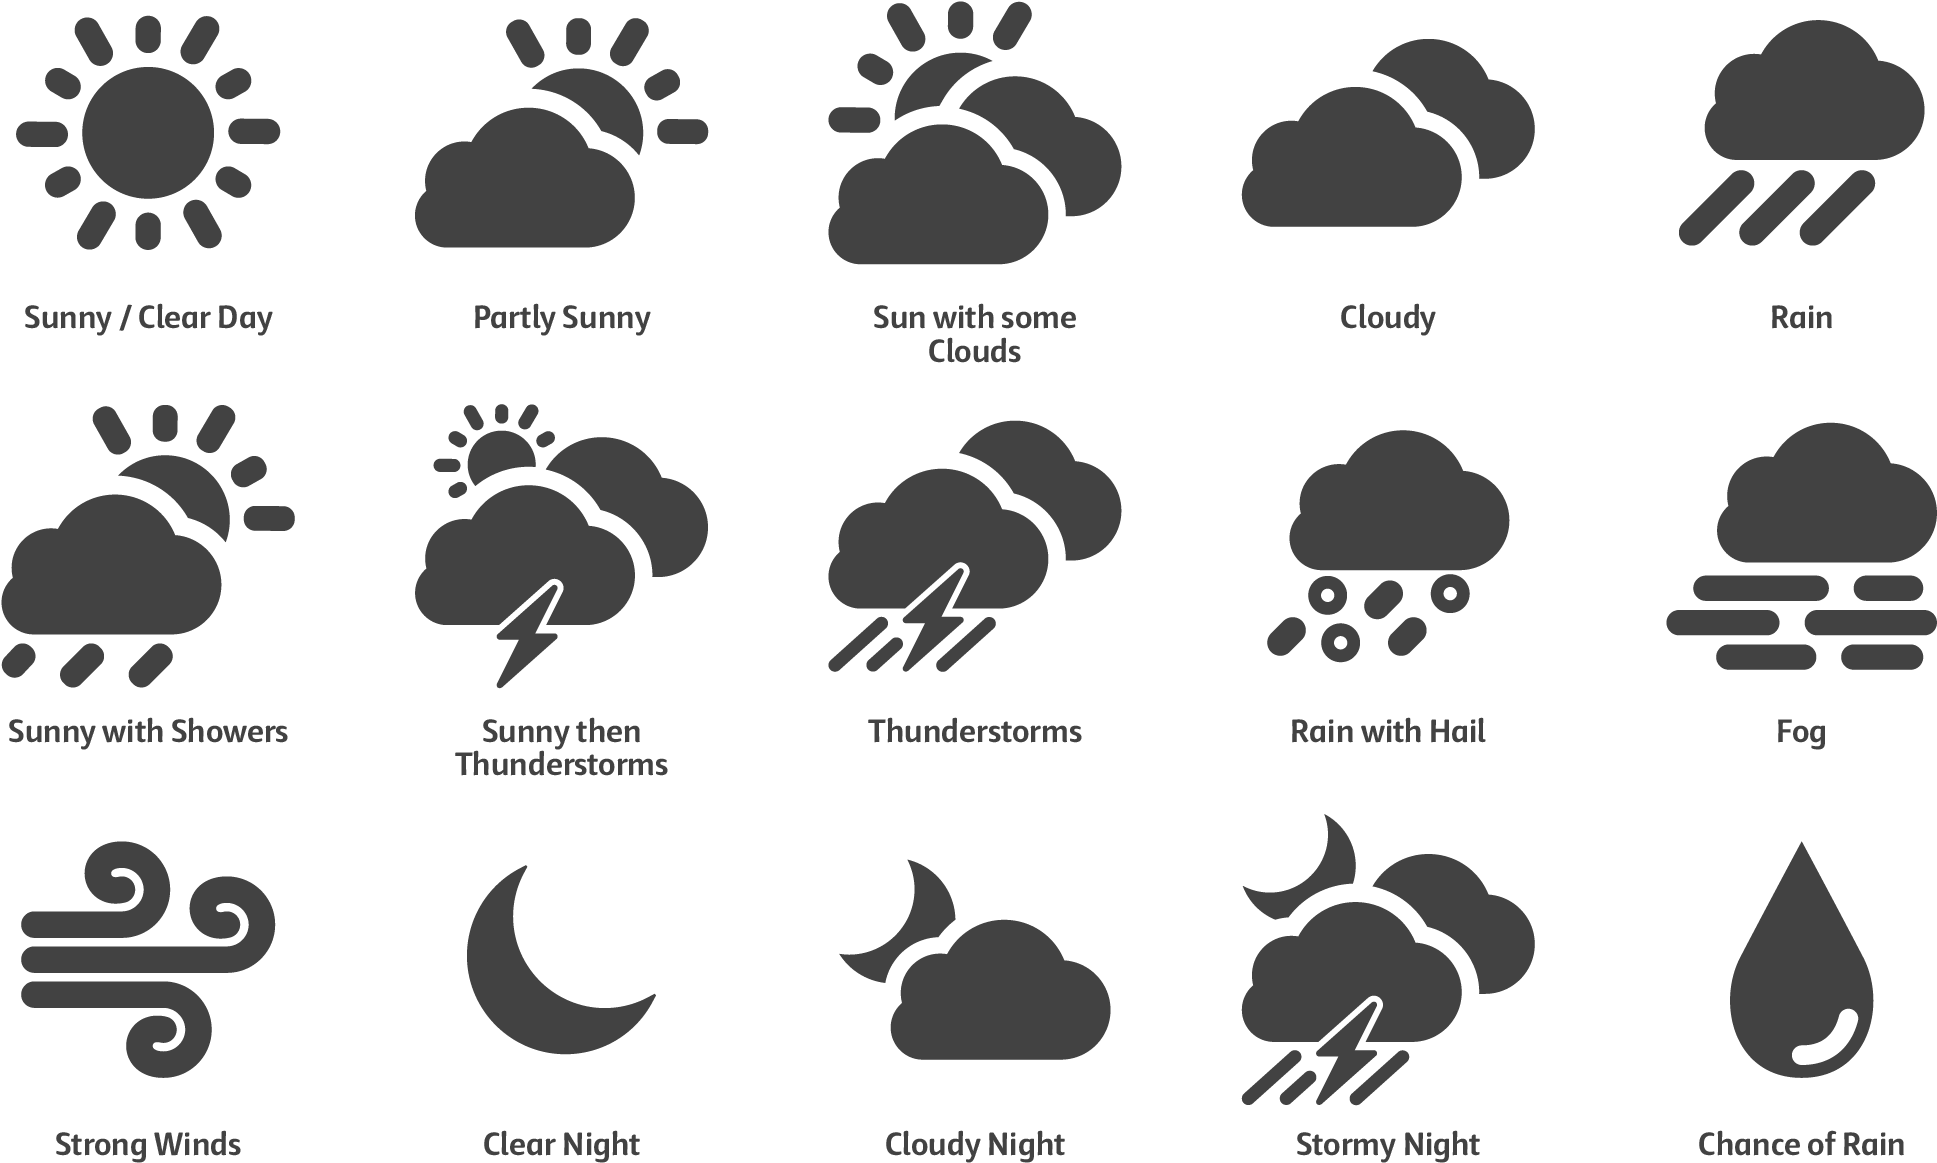 Sunny / Clear Day
Partly Sunny
Sun with some
Clouds
Cloudy
Rain
Sunny with Showers
Sunny then
Thunderstorms
Thunderstorms
Rain with Hail
Fog
Strong Winds
Clear Night
Cloudy Night
Stormy Night
Chance of Rain